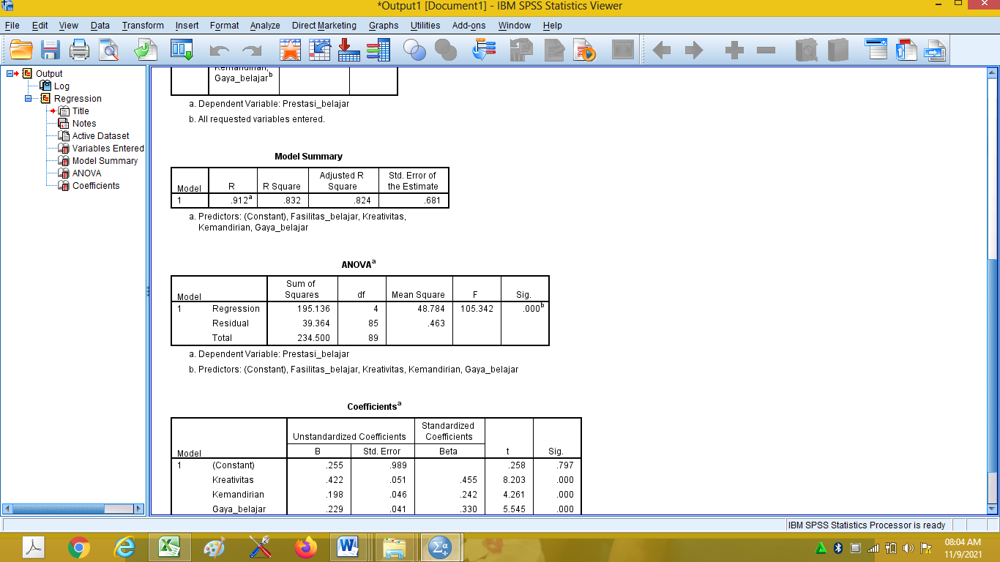 *Output1 [Document1] - IBM SPSS Statistics Viewer
File Edit View Data Transform Insert Format Analyze Direct Marketing Graphs Utilities Add-ons Window Help
Output
Log
Regression
Title
Notes
Active Dataset
Variables Entered
Model Summary
ANOVA
Coefficients
Kemandirian,
Gaya_belajar b
a. Dependent Variable: Prestasi_belajar
b. All requested variables entered.
Model Summary
Model R R Square Adjusted R Square Std. Error of the Estimate
1 .912a .832 .824 .681
a. Predictors: (Constant), Fasilitas_belajar, Kreativitas,
Kemandirian, Gaya_belajar
ANOVAa
Model Sum of Squares df Mean Square F Sig.
1 Regression 195.136 4 48.784 105.342 .000b
Residual 39.364 85 .463
Total 234.500 89
a. Dependent Variable: Prestasi_belajar
b. Predictors: (Constant), Fasilitas_belajar, Kreativitas, Kemandirian, Gaya_belajar
Coefficientsa
Unstandardized Coefficients Standardized Coefficients
Model B Std. Error Beta t Sig.
1 (Constant) .255 .989 .258 .797
Kreativitas .422 .051 .455 8.203 .000
Kemandirian .198 .046 .242 4.261 .000
Gaya_belajar .229 .041 .330 5.545 .000
IBM SPSS Statistics Processor is ready
08:04 AM
11/9/2021